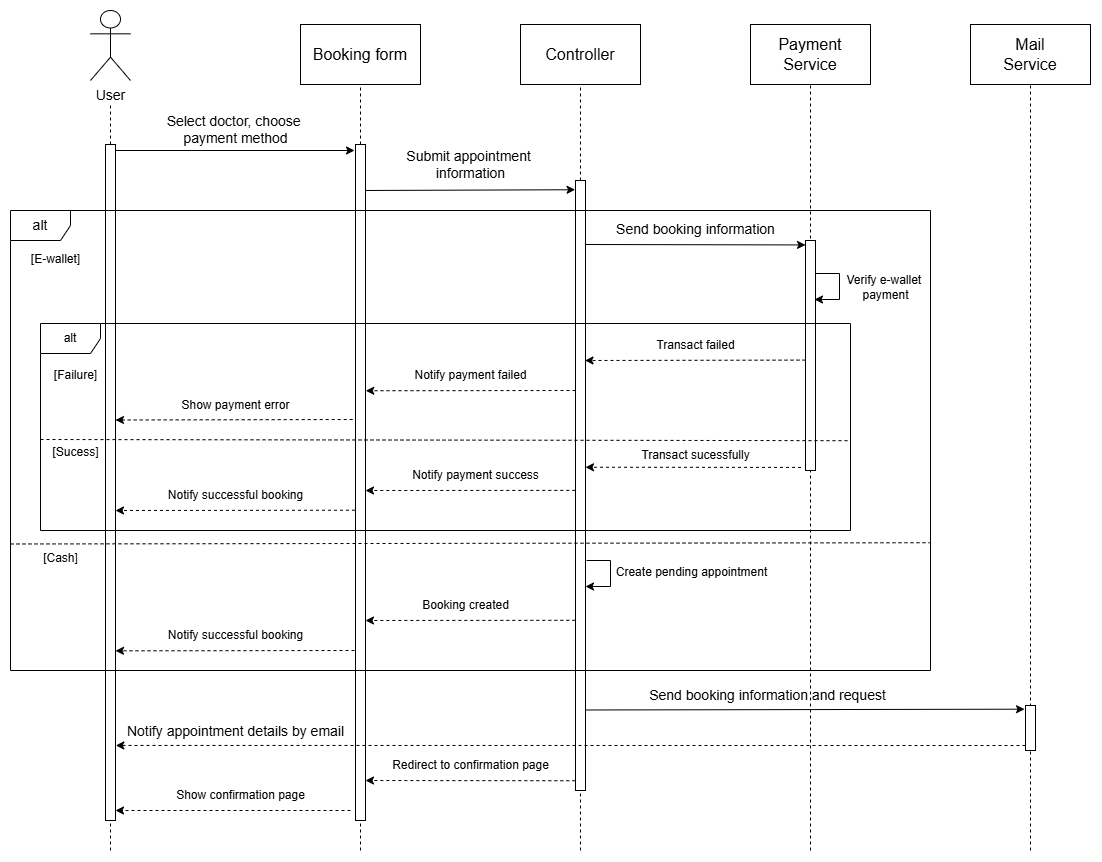 User
Booking form
Controller
Payment
Service
Mail
Service
Select doctor, choose
payment method
Submit appointment
information
alt
[E-wallet]
Send booking information
Verify e-wallet
payment
alt
[Failure]
Transact failed
Notify payment failed
Show payment error
[Sucess]
Transact sucessfully
Notify payment success
Notify successful booking
[Cash]
Create pending appointment
Booking created
Notify successful booking
Send booking information and request
Notify appointment details by email
Redirect to confirmation page
Show confirmation page